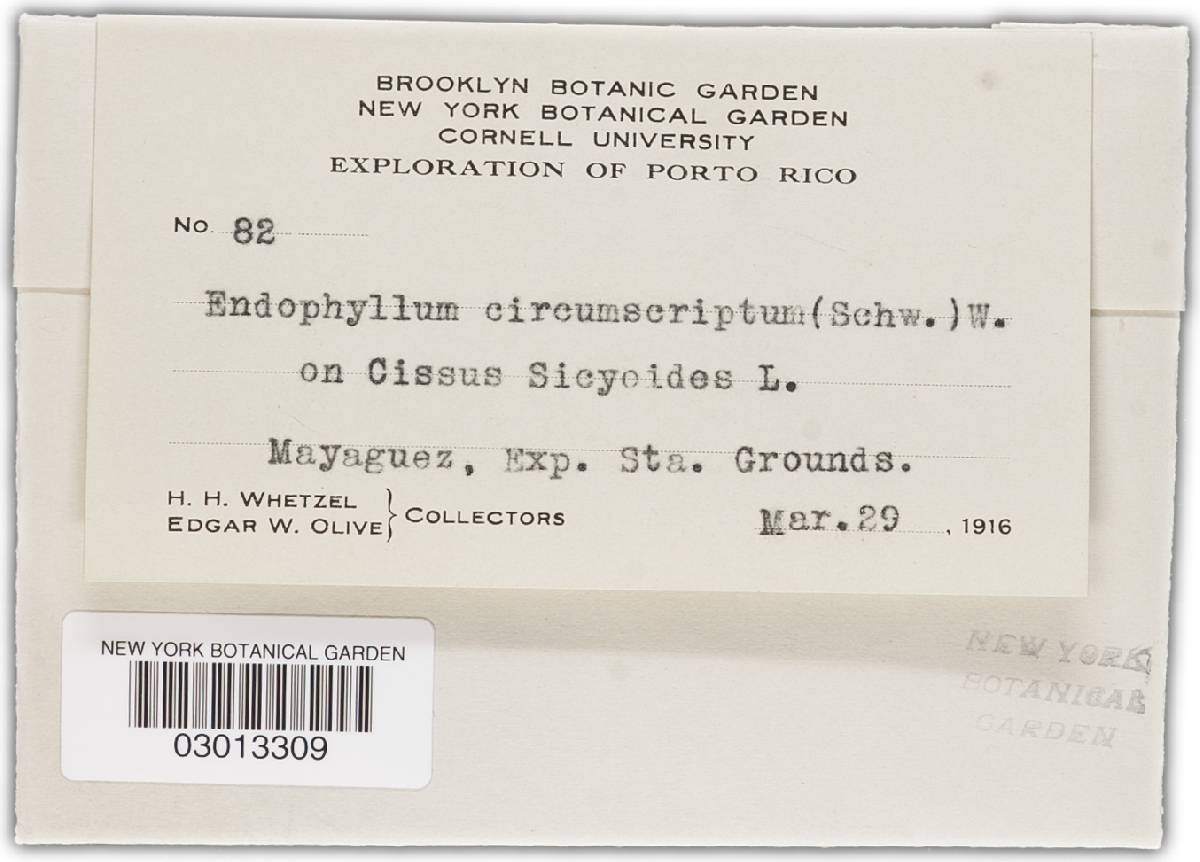 BROOKLYN BOTANIC GARDEN
NEW YORK BOTANICAL GARDEN
CORNELL UNIVERSITY
EXPLORATION OF PORTO RICO
No. 82
Endophyllum circumscriptum(Schw.)W.
on Cissus Sicyoides L.
Mayaguez, Exp. Sta. Grounds.
H. H. WHETZEL
EDGAR W. OLIVE } COLLECTORS
Mar.29, 1916
NEW YORK BOTANICAL GARDEN
03013309
NEW YORK
BOTANICAL
GARDEN